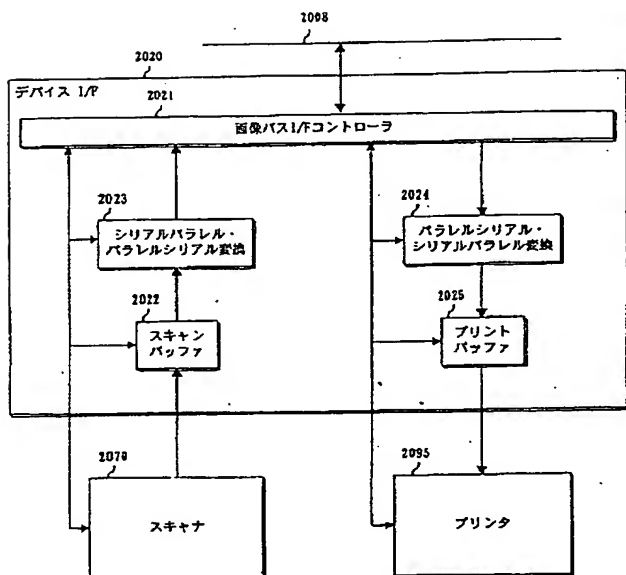 2008
2020
デバイス I/F
2021
画像バスI/Fコントローラ
2023
シリアルパラレル・
パラレルシリアル変換
2024
パラレルシリアル・
シリアルパラレル変換
2022
スキャン
バッファ
2025
プリント
バッファ
2070
スキャナ
2095
プリンタ